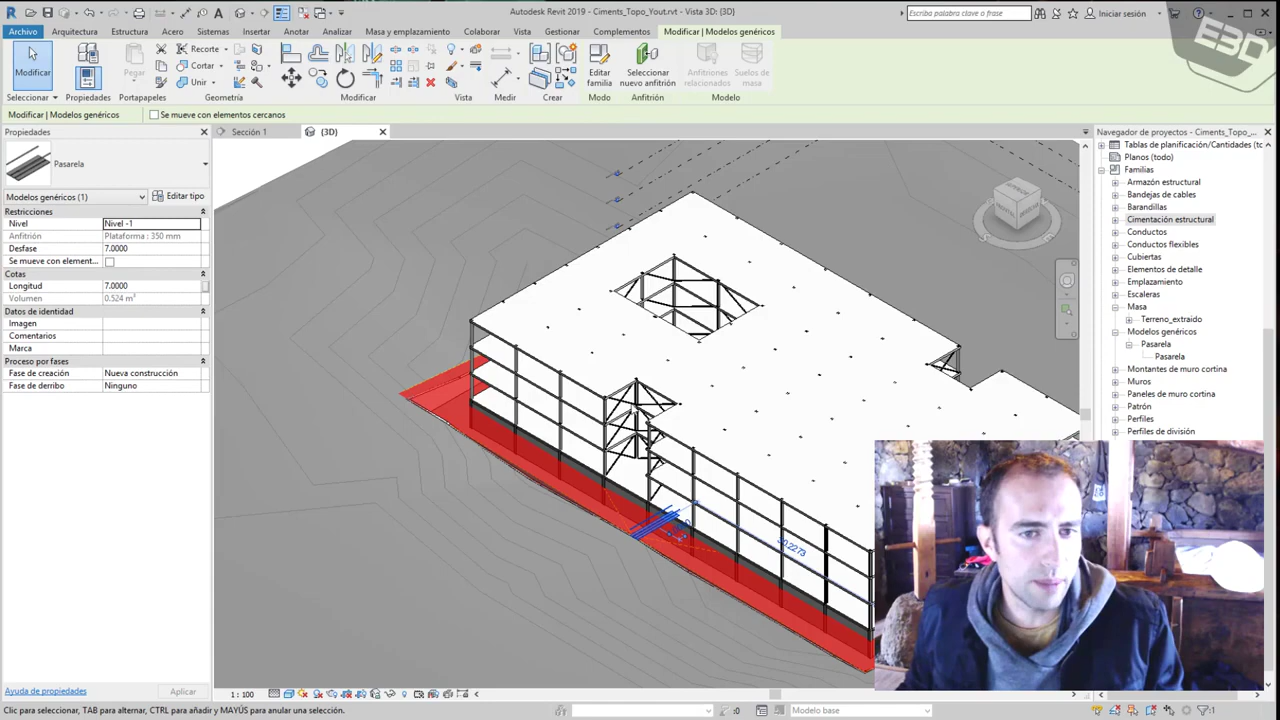 Autodesk Revit 2019 - Ciments_Topo_Yout.rvt - Vista 3D: {3D}
Escriba palabra clave o frase
Iniciar sesión
Archivo Arquitectura Estructura Acero Sistemas Insertar Anotar Analizar Masa y emplazamiento Colaborar Vista Gestionar Complementos Modificar | Modelos genéricos
Modificar
Pegar
Recorte
Cortar
Unir
Editar familia
Seleccionar nuevo anfitrión
Anfitriones relacionados
Suelos de masa
Seleccionar Propiedades Portapapeles Geometría Modificar Vista Medir Crear Modo Anfitrión Modelo
Modificar | Modelos genéricos Se mueve con elementos cercanos
Propiedades
Sección 1
{3D}
Navegador de proyectos - Ciments_Topo_...
Pasarela
Modelos genéricos (1)
Editar tipo
Restricciones
Nivel Nivel -1
Anfitrión Plataforma : 350 mm
Desfase 7.0000
Se mueve con element...
Cotas
Longitud 7.0000
Volumen 0.524 m³
Datos de identidad
Imagen
Comentarios
Marca
Proceso por fases
Fase de creación Nueva construcción
Fase de derribo Ninguno
30.2273
Tablas de planificación/Cantidades (to
Planos (todo)
Familias
Armazón estructural
Bandejas de cables
Barandillas
Cimentación estructural
Conductos
Conductos flexibles
Cubiertas
Elementos de detalle
Emplazamiento
Escaleras
Masa
Terreno_extraido
Modelos genéricos
Pasarela
Pasarela
Montantes de muro cortina
Muros
Paneles de muro cortina
Patrón
Perfiles
Perfiles de división
E3D
Ayuda de propiedades
Aplicar
1 : 100
Clic para seleccionar, TAB para alternar, CTRL para añadir y MAYÚS para anular una selección.
:0
Modelo base
:1